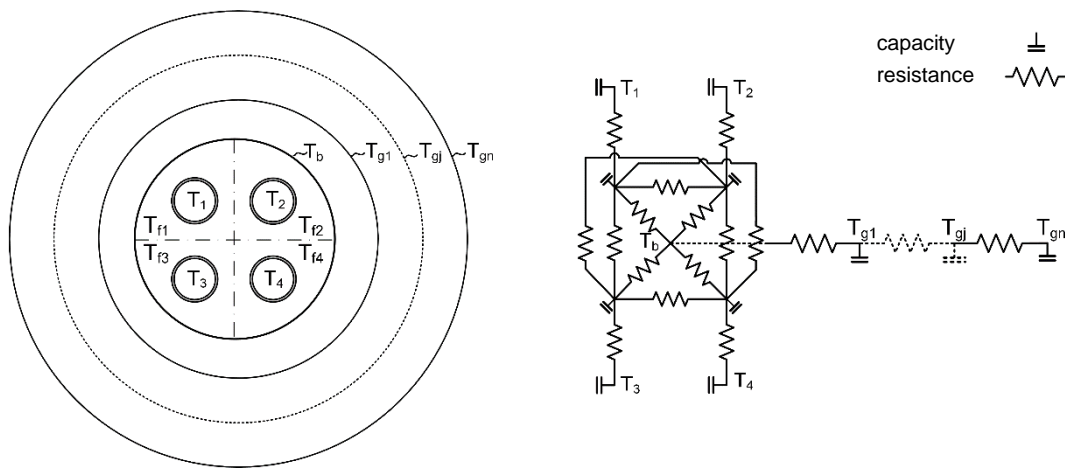 capacity
resistance
T1 T2
Tb Tg1 Tgj Tgn
T1 T2
Tf1 Tf2
Tf3 Tf4
T3 T4
Tb Tg1 Tgj Tgn
T3 T4